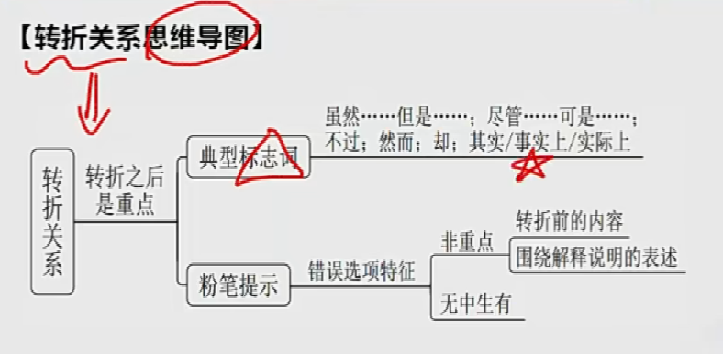 【转折关系思维导图】
虽然……但是……；尽管……可是……；
不过；然而；却；其实/事实上/实际上
典型标志词
转折之后
是重点
转折关系
转折前的内容
非重点
围绕解释说明的表述
错误选项特征
粉笔提示
无中生有